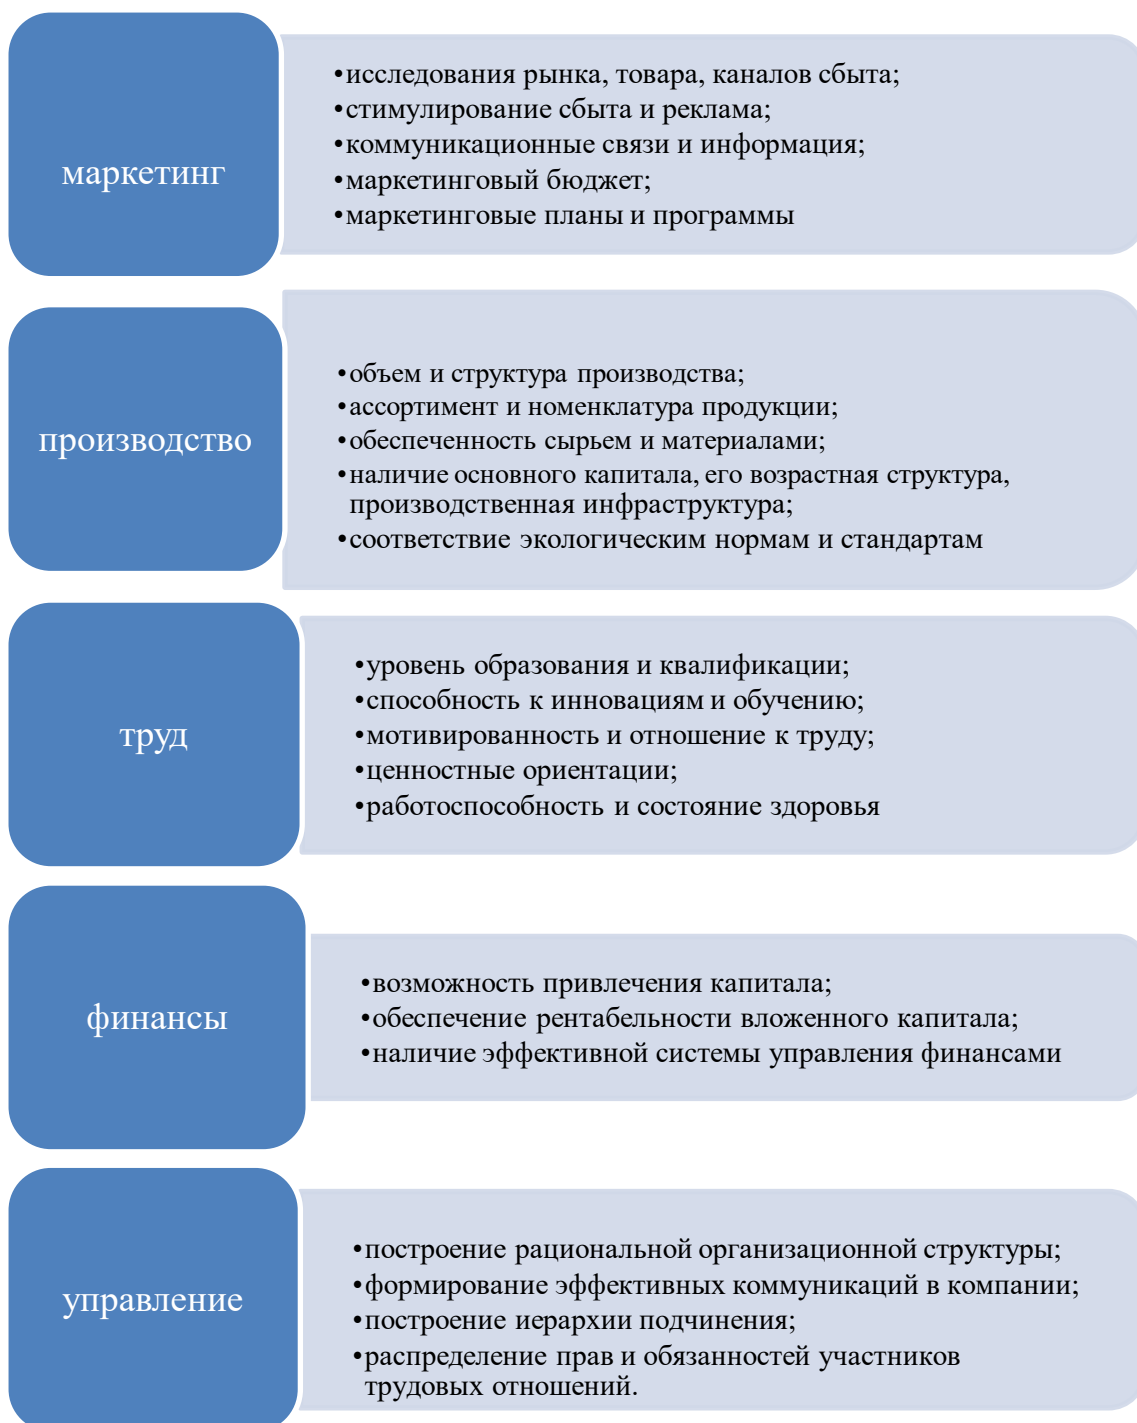 маркетинг
•исследования рынка, товара, каналов сбыта;
•стимулирование сбыта и реклама;
•коммуникационные связи и информация;
•маркетинговый бюджет;
•маркетинговые планы и программы
производство
•объем и структура производства;
•ассортимент и номенклатура продукции;
•обеспеченность сырьем и материалами;
•наличие основного капитала, его возрастная структура,
производственная инфраструктура;
•соответствие экологическим нормам и стандартам
труд
•уровень образования и квалификации;
•способность к инновациям и обучению;
•мотивированность и отношение к труду;
•ценностные ориентации;
•работоспособность и состояние здоровья
финансы
•возможность привлечения капитала;
•обеспечение рентабельности вложенного капитала;
•наличие эффективной системы управления финансами
управление
•построение рациональной организационной структуры;
•формирование эффективных коммуникаций в компании;
•построение иерархии подчинения;
•распределение прав и обязанностей участников
трудовых отношений.